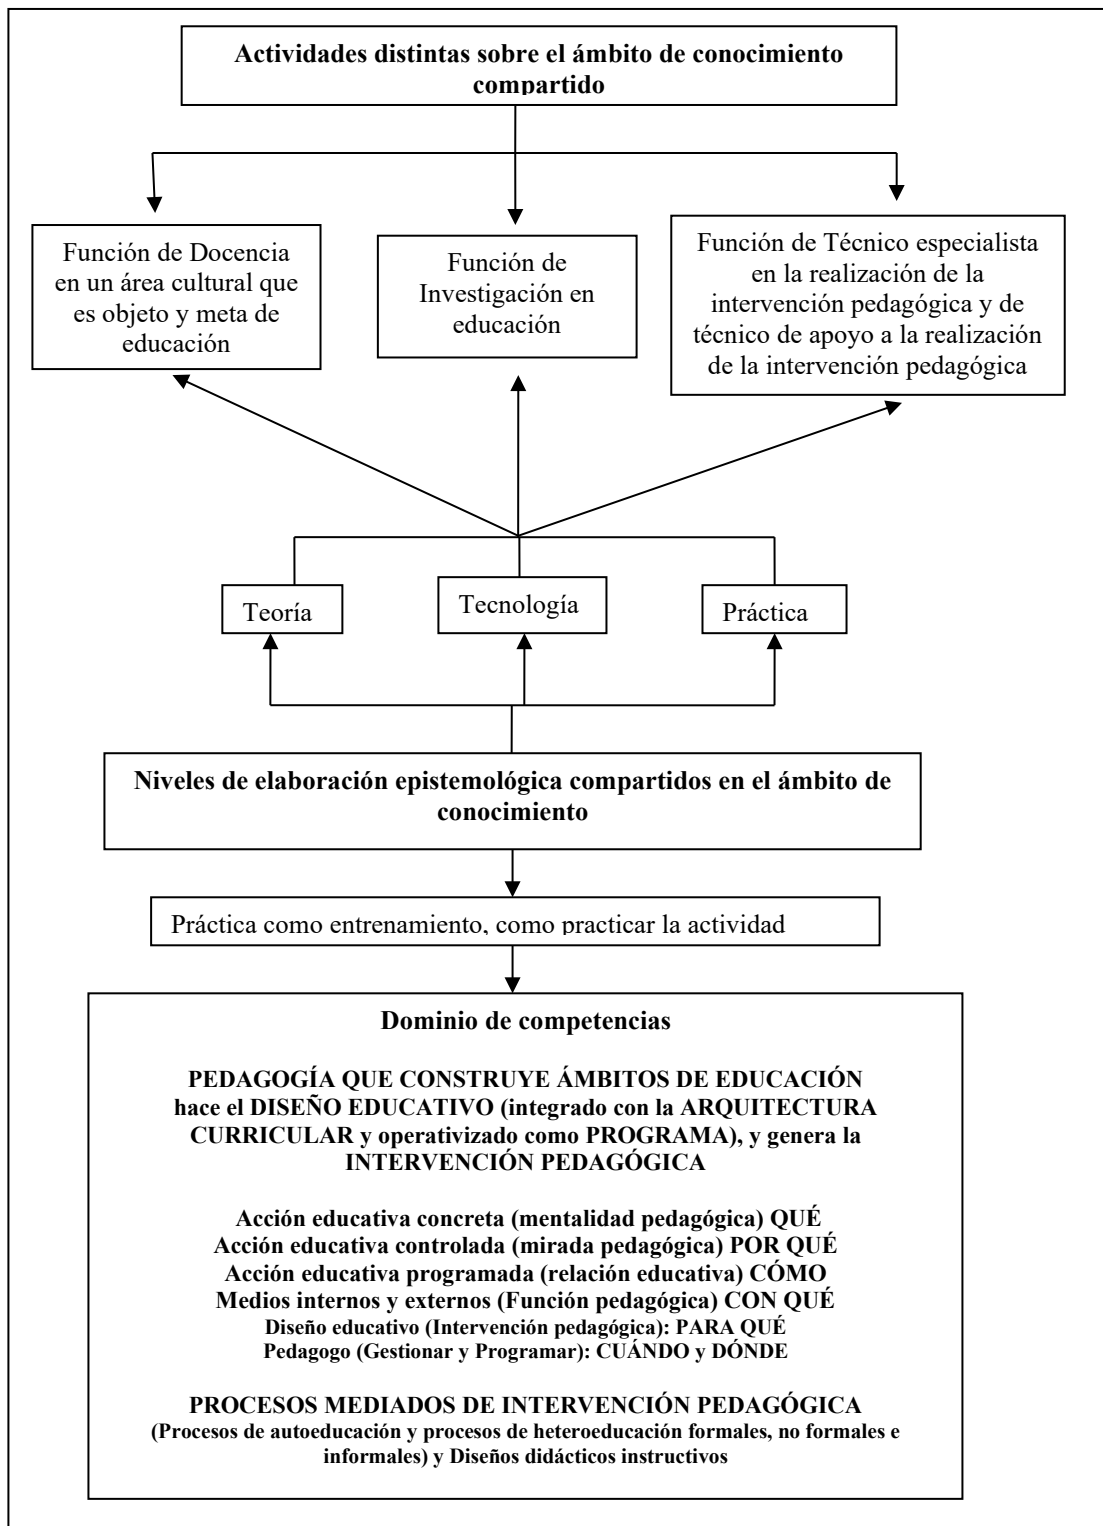 Actividades distintas sobre el ámbito de conocimiento
compartido
Función de Docencia
en un área cultural que
es objeto y meta de
educación
Función de
Investigación en
educación
Función de Técnico especialista
en la realización de la
intervención pedagógica y de
técnico de apoyo a la realización
de la intervención pedagógica
Teoría
Tecnología
Práctica
Niveles de elaboración epistemológica compartidos en el ámbito de
conocimiento
Práctica como entrenamiento, como practicar la actividad
Dominio de competencias
PEDAGOGÍA QUE CONSTRUYE ÁMBITOS DE EDUCACIÓN
hace el DISEÑO EDUCATIVO (integrado con la ARQUITECTURA
CURRICULAR y operativizado como PROGRAMA), y genera la
INTERVENCIÓN PEDAGÓGICA
Acción educativa concreta (mentalidad pedagógica) QUÉ
Acción educativa controlada (mirada pedagógica) POR QUÉ
Acción educativa programada (relación educativa) CÓMO
Medios internos y externos (Función pedagógica) CON QUÉ
Diseño educativo (Intervención pedagógica): PARA QUÉ
Pedagogo (Gestionar y Programar): CUÁNDO y DÓNDE
PROCESOS MEDIADOS DE INTERVENCIÓN PEDAGÓGICA
(Procesos de autoeducación y procesos de heteroeducación formales, no formales e
informales) y Diseños didácticos instructivos